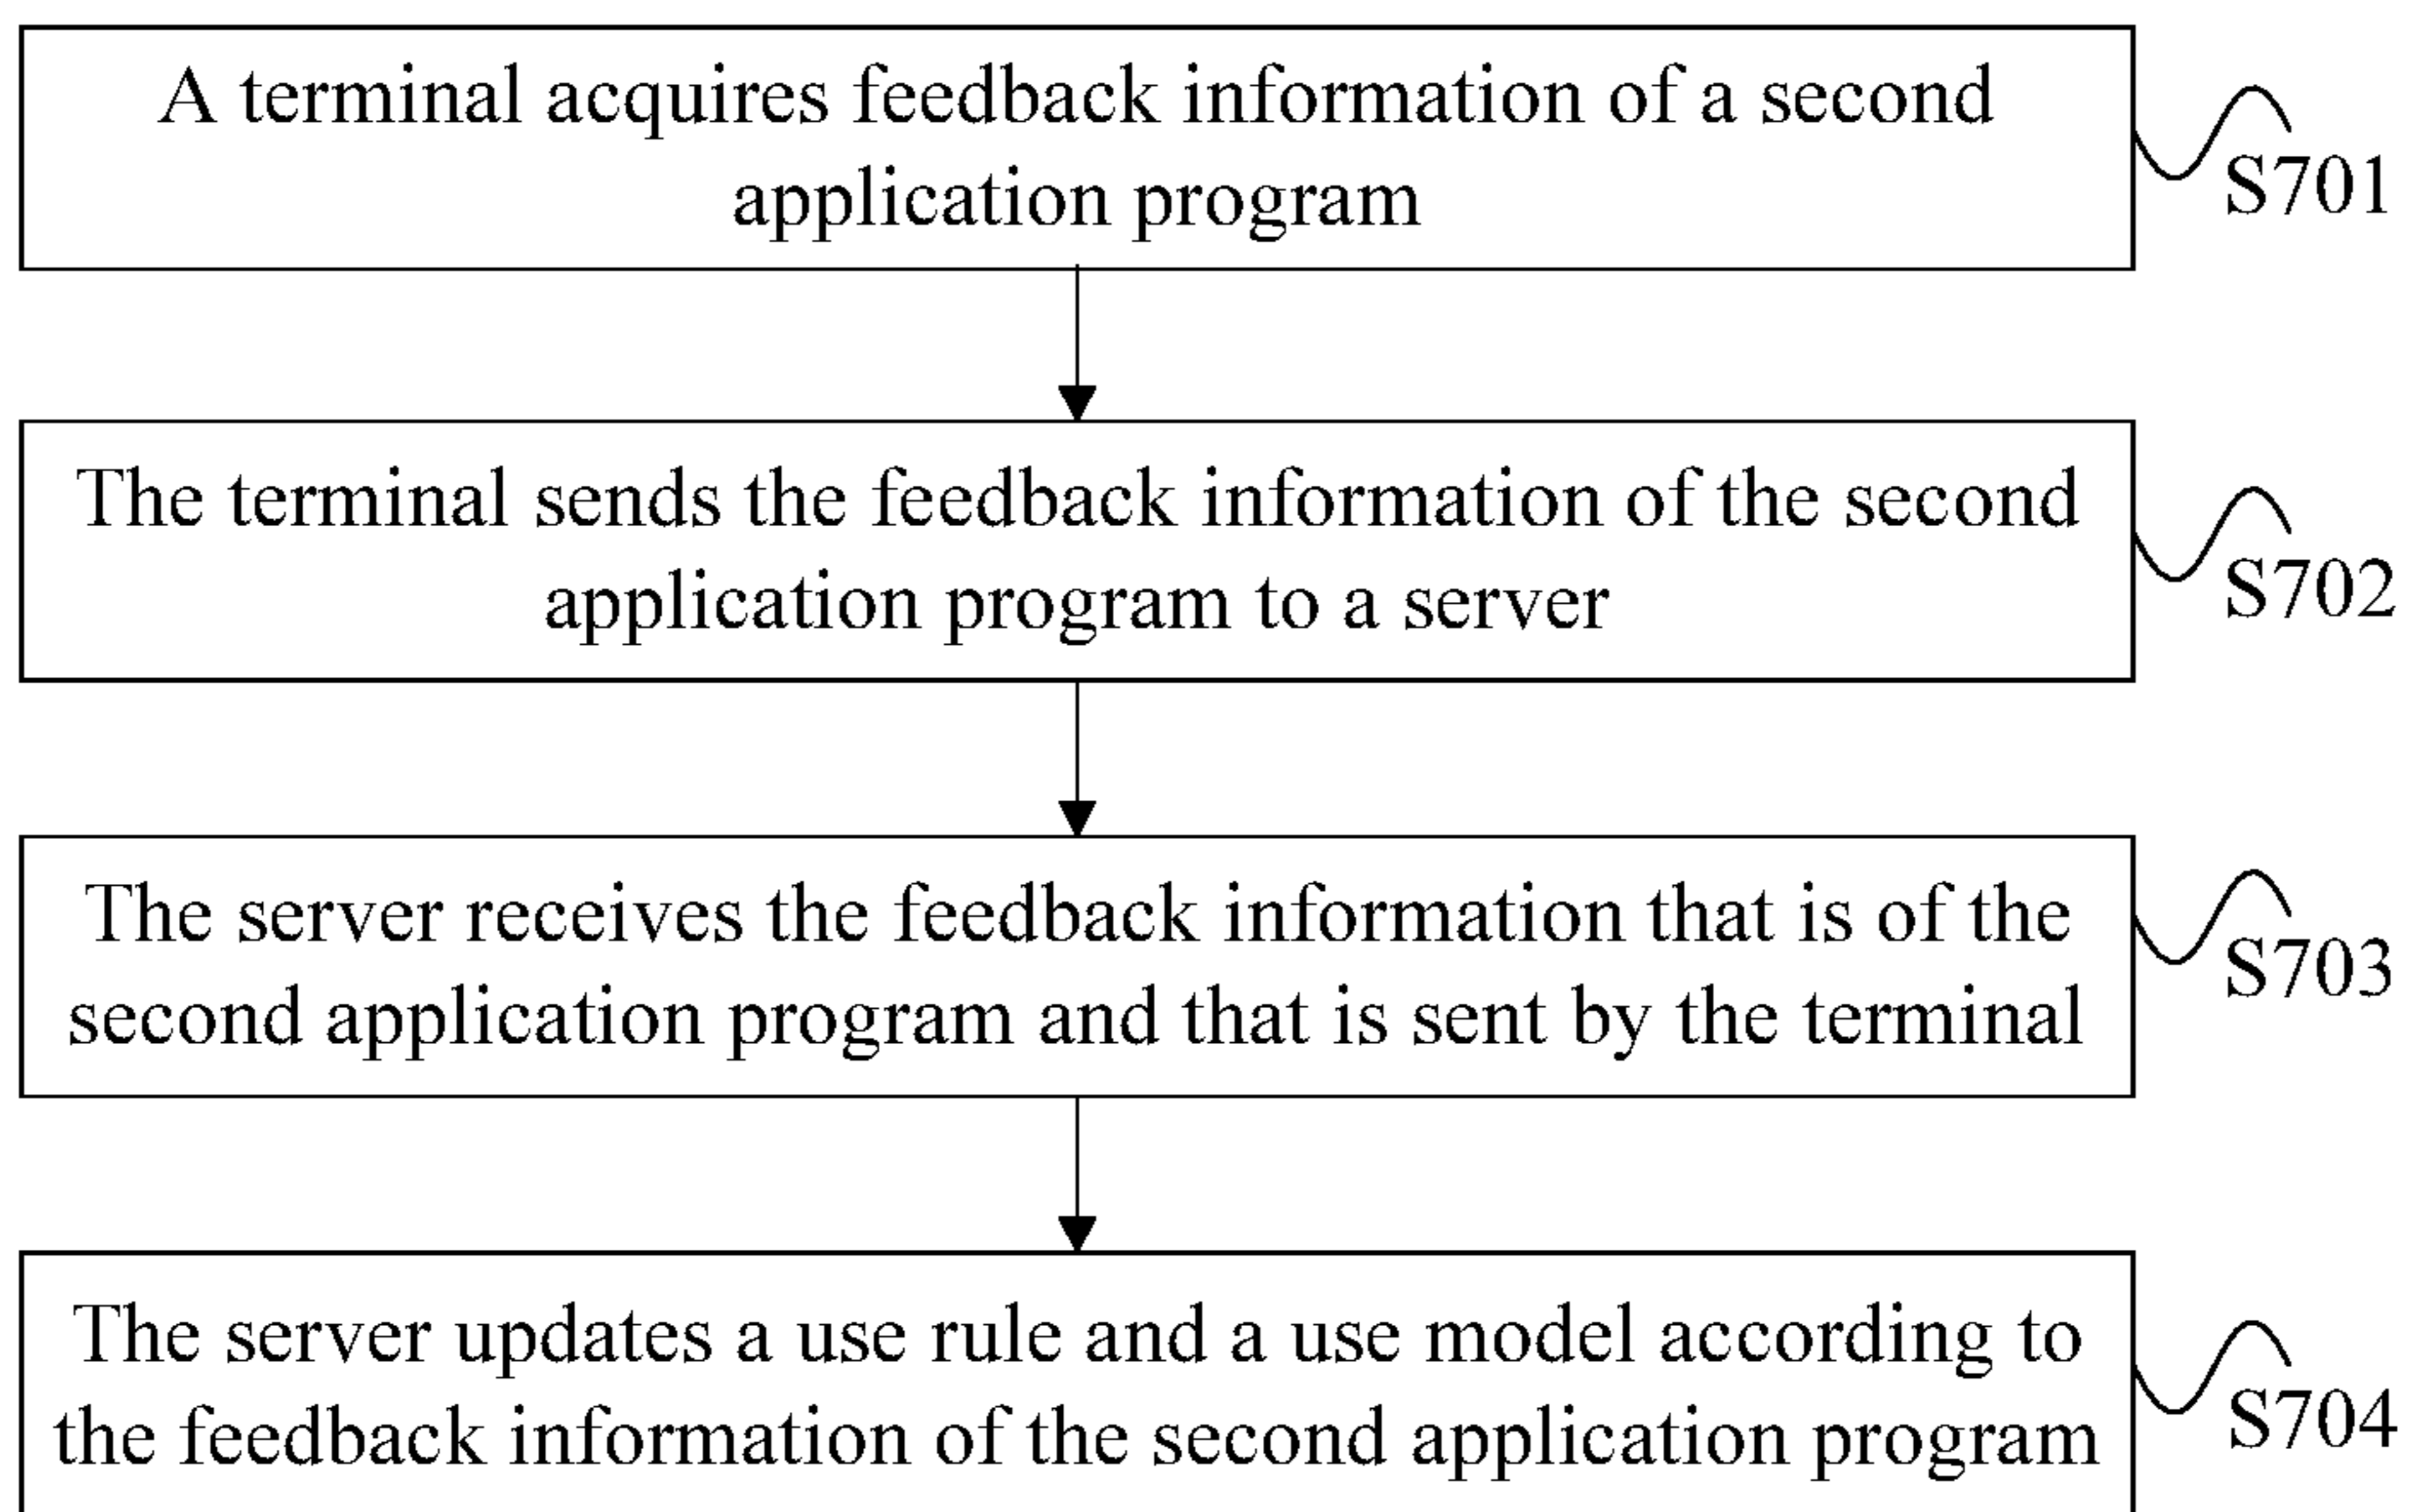 A terminal acquires feedback information of a second
application program
S701
The terminal sends the feedback information of the second
application program to a server
S702
The server receives the feedback information that is of the
second application program and that is sent by the terminal
S703
The server updates a use rule and a use model according to
the feedback information of the second application program
S704